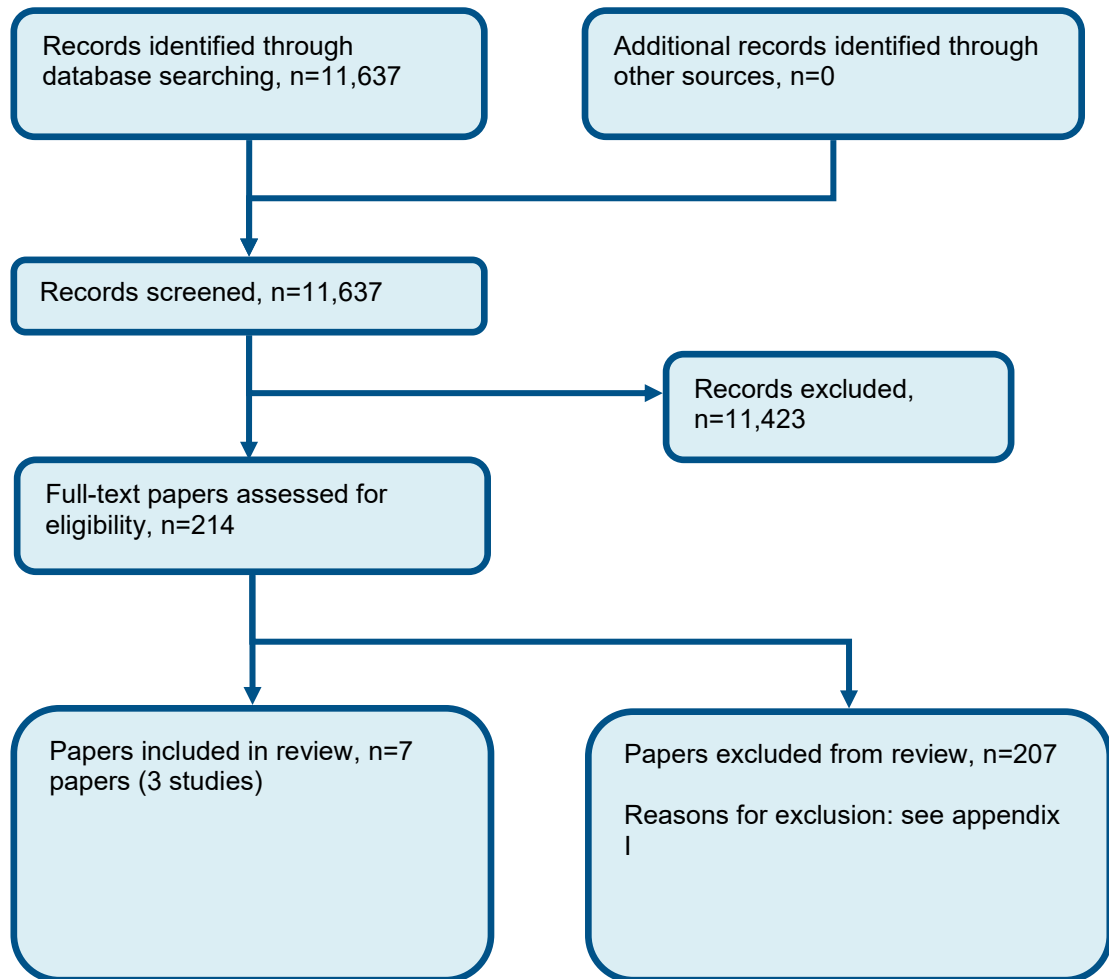 Records identified through
database searching, n=11,637
Additional records identified through
other sources, n=0
Records screened, n=11,637
Records excluded,
n=11,423
Full-text papers assessed for
eligibility, n=214
Papers included in review, n=7
papers (3 studies)
Papers excluded from review, n=207
Reasons for exclusion: see appendix
I